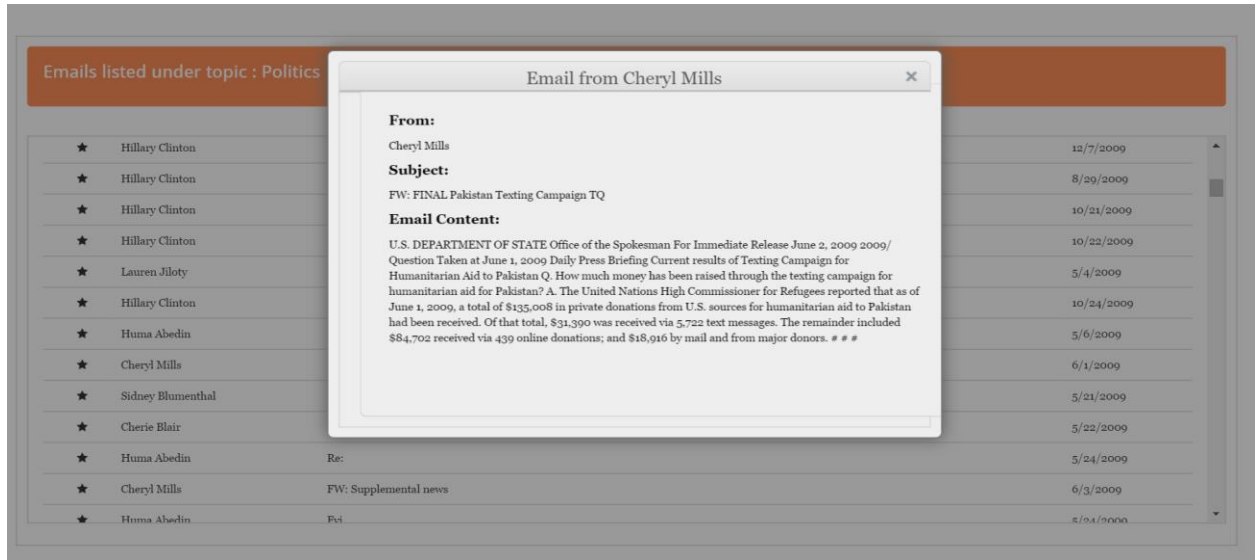 Emails listed under topic : Politics
Email from Cheryl Mills ×
From:
Cheryl Mills
Subject:
FW: FINAL Pakistan Texting Campaign TQ
Email Content:
U.S. DEPARTMENT OF STATE Office of the Spokesman For Immediate Release June 2, 2009 2009/
Question Taken at June 1, 2009 Daily Press Briefing Current results of Texting Campaign for
Humanitarian Aid to Pakistan Q. How much money has been raised through the texting campaign for
humanitarian aid for Pakistan? A. The United Nations High Commissioner for Refugees reported that as of
June 1, 2009, a total of $135,008 in private donations from U.S. sources for humanitarian aid to Pakistan
had been received. Of that total, $31,390 was received via 5,722 text messages. The remainder included
$84,702 received via 439 online donations; and $18,916 by mail and from major donors. # # #
★ Hillary Clinton 12/7/2009
★ Hillary Clinton 8/29/2009
★ Hillary Clinton 10/21/2009
★ Hillary Clinton 10/22/2009
★ Lauren Jiloty 5/4/2009
★ Hillary Clinton 10/24/2009
★ Huma Abedin 5/6/2009
★ Cheryl Mills 6/1/2009
★ Sidney Blumenthal 5/21/2009
★ Cherie Blair 5/22/2009
★ Huma Abedin Re: 5/24/2009
★ Cheryl Mills FW: Supplemental news 6/3/2009
★ Huma Abedin Fyi 5/24/2009